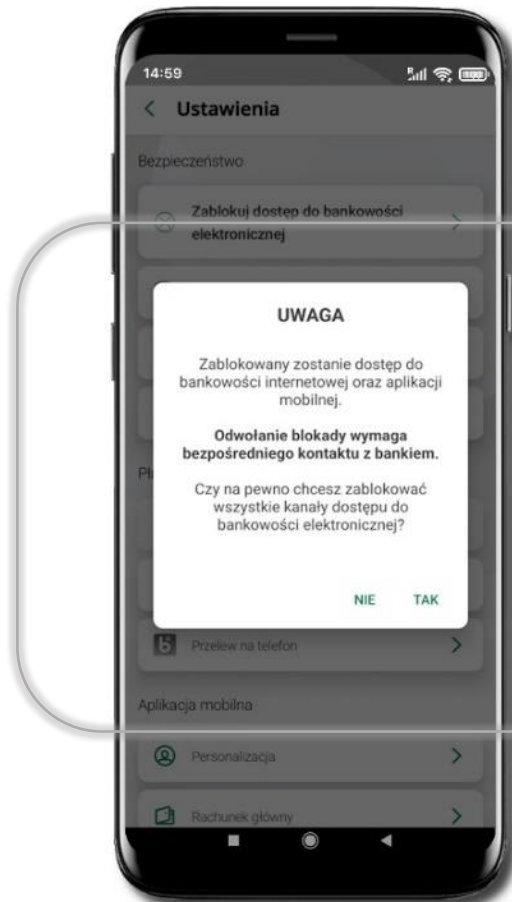 14:59
Ustawienia
Bezpieczeństwo
Zablokuj dostęp do bankowości
elektronicznej
UWAGA
Zablokowany zostanie dostęp do
bankowości internetowej oraz aplikacji
mobilnej.
Odwołanie blokady wymaga
bezpośredniego kontaktu z bankiem.
Czy na pewno chcesz zablokować
wszystkie kanały dostępu do
bankowości elektronicznej?
NIE TAK
Przelew na telefon
Aplikacja mobilna
Personalizacja
Rachunek główny